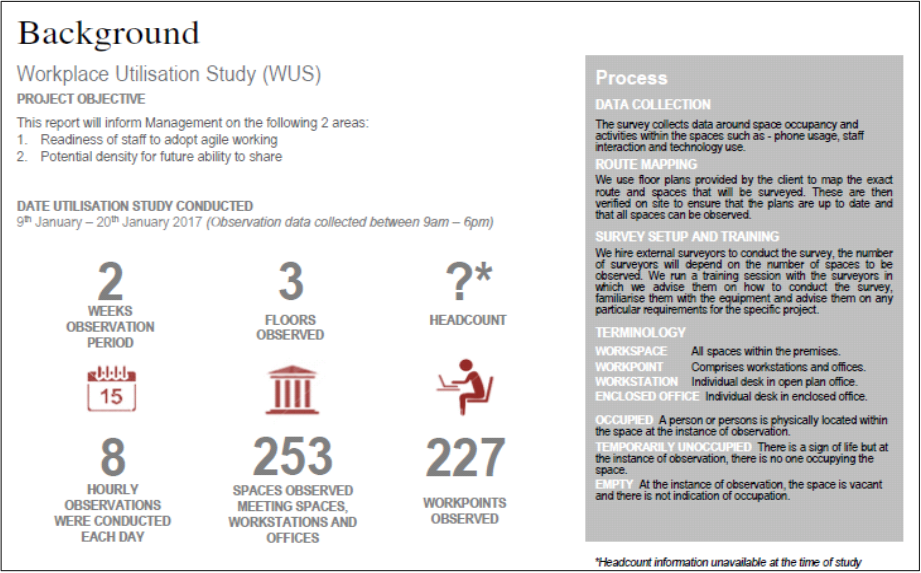 Background
Workplace Utilisation Study (WUS)
PROJECT OBJECTIVE
This report will inform Management on the following 2 areas:
1. Readiness of staff to adopt agile working
2. Potential density for future ability to share
DATE UTILISATION STUDY CONDUCTED
9th January – 20th January 2017 (Observation data collected between 9am – 6pm)
2
WEEKS
OBSERVATION
PERIOD
3
FLOORS
OBSERVED
?*
HEADCOUNT
15
8
HOURLY
OBSERVATIONS
WERE CONDUCTED
EACH DAY
253
SPACES OBSERVED
MEETING SPACES,
WORKSTATIONS AND
OFFICES
227
WORKPOINTS
OBSERVED
Process
DATA COLLECTION
The survey collects data around space occupancy and
activities within the spaces such as - phone usage, staff
interaction and technology use.
ROUTE MAPPING
We use floor plans provided by the client to map the exact
route and spaces that will be surveyed. These are then
verified on site to ensure that the plans are up to date and
that all spaces can be observed.
SURVEY SETUP AND TRAINING
We hire external surveyors to conduct the survey, the number
of surveyors will depend on the number of spaces to be
observed. We run a training session with the surveyors in
which we advise them on how to conduct the survey,
familiarise them with the equipment and advise them on any
particular requirements for the specific project.
TERMINOLOGY
WORKSPACE All spaces within the premises.
WORKPOINT Comprises workstations and offices.
WORKSTATION Individual desk in open plan office.
ENCLOSED OFFICE Individual desk in enclosed office.
OCCUPIED A person or persons is physically located within
the space at the instance of observation.
TEMPORARILY UNOCCUPIED There is a sign of life but at
the instance of observation, there is no one occupying the
space.
EMPTY At the instance of observation, the space is vacant
and there is not indication of occupation.
*Headcount information unavailable at the time of study